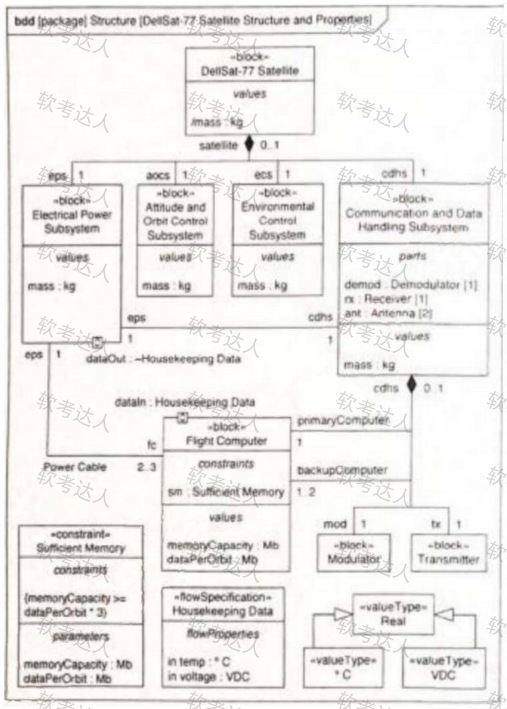 bdd [package] Structure [DellSat-77 Satellite Structure and Properties]
«block»
DellSat-77 Satellite
values
/mass : kg
satellite 0..1
eps 1
aocs 1
ecs 1
cdhs 1
«block»
Electrical Power
Subsystem
values
mass : kg
«block»
Attitude and
Orbit Control
Subsystem
values
mass : kg
«block»
Environmental
Control
Subsystem
values
mass : kg
«block»
Communication and Data
Handling Subsystem
parts
demod : Demodulator [1]
rx : Receiver [1]
ant : Antenna [2]
values
mass : kg
eps 1
cdhs 1
dataOut : ~Housekeeping Data
eps 1
cdhs 0..1
dataIn : Housekeeping Data
«block»
Flight Computer
constraints
sm : Sufficient Memory
values
memoryCapacity : Mb
dataPerOrbit : Mb
primaryComputer
1
backupComputer
1..2
fc
Power Cable 2..3
mod 1
tx 1
«block»
Modulator
«block»
Transmitter
«constraint»
Sufficient Memory
constraints
{memoryCapacity >=
dataPerOrbit * 3}
parameters
memoryCapacity : Mb
dataPerOrbit : Mb
«flowSpecification»
Housekeeping Data
flowProperties
in temp : ° C
in voltage : VDC
«valueType»
Real
«valueType»
° C
«valueType»
VDC
软考达人